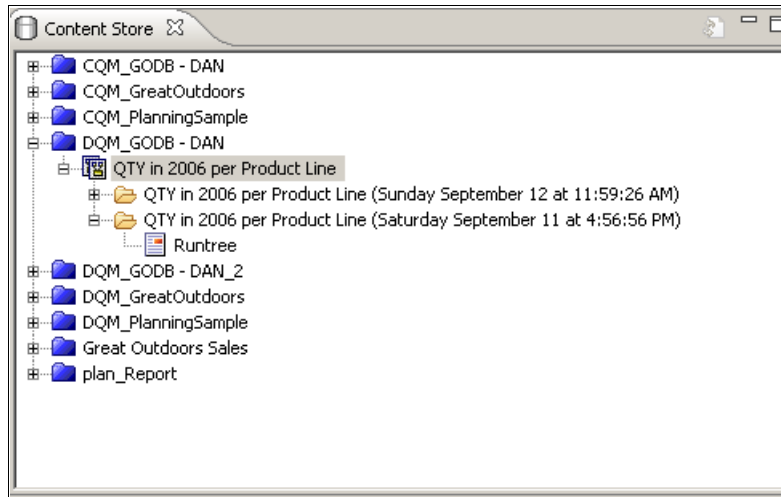 Content Store
CQM_GODB - DAN
CQM_GreatOutdoors
CQM_PlanningSample
DQM_GODB - DAN
QTY in 2006 per Product Line
QTY in 2006 per Product Line (Sunday September 12 at 11:59:26 AM)
QTY in 2006 per Product Line (Saturday September 11 at 4:56:56 PM)
Runtree
DQM_GODB - DAN_2
DQM_GreatOutdoors
DQM_PlanningSample
Great Outdoors Sales
plan_Report